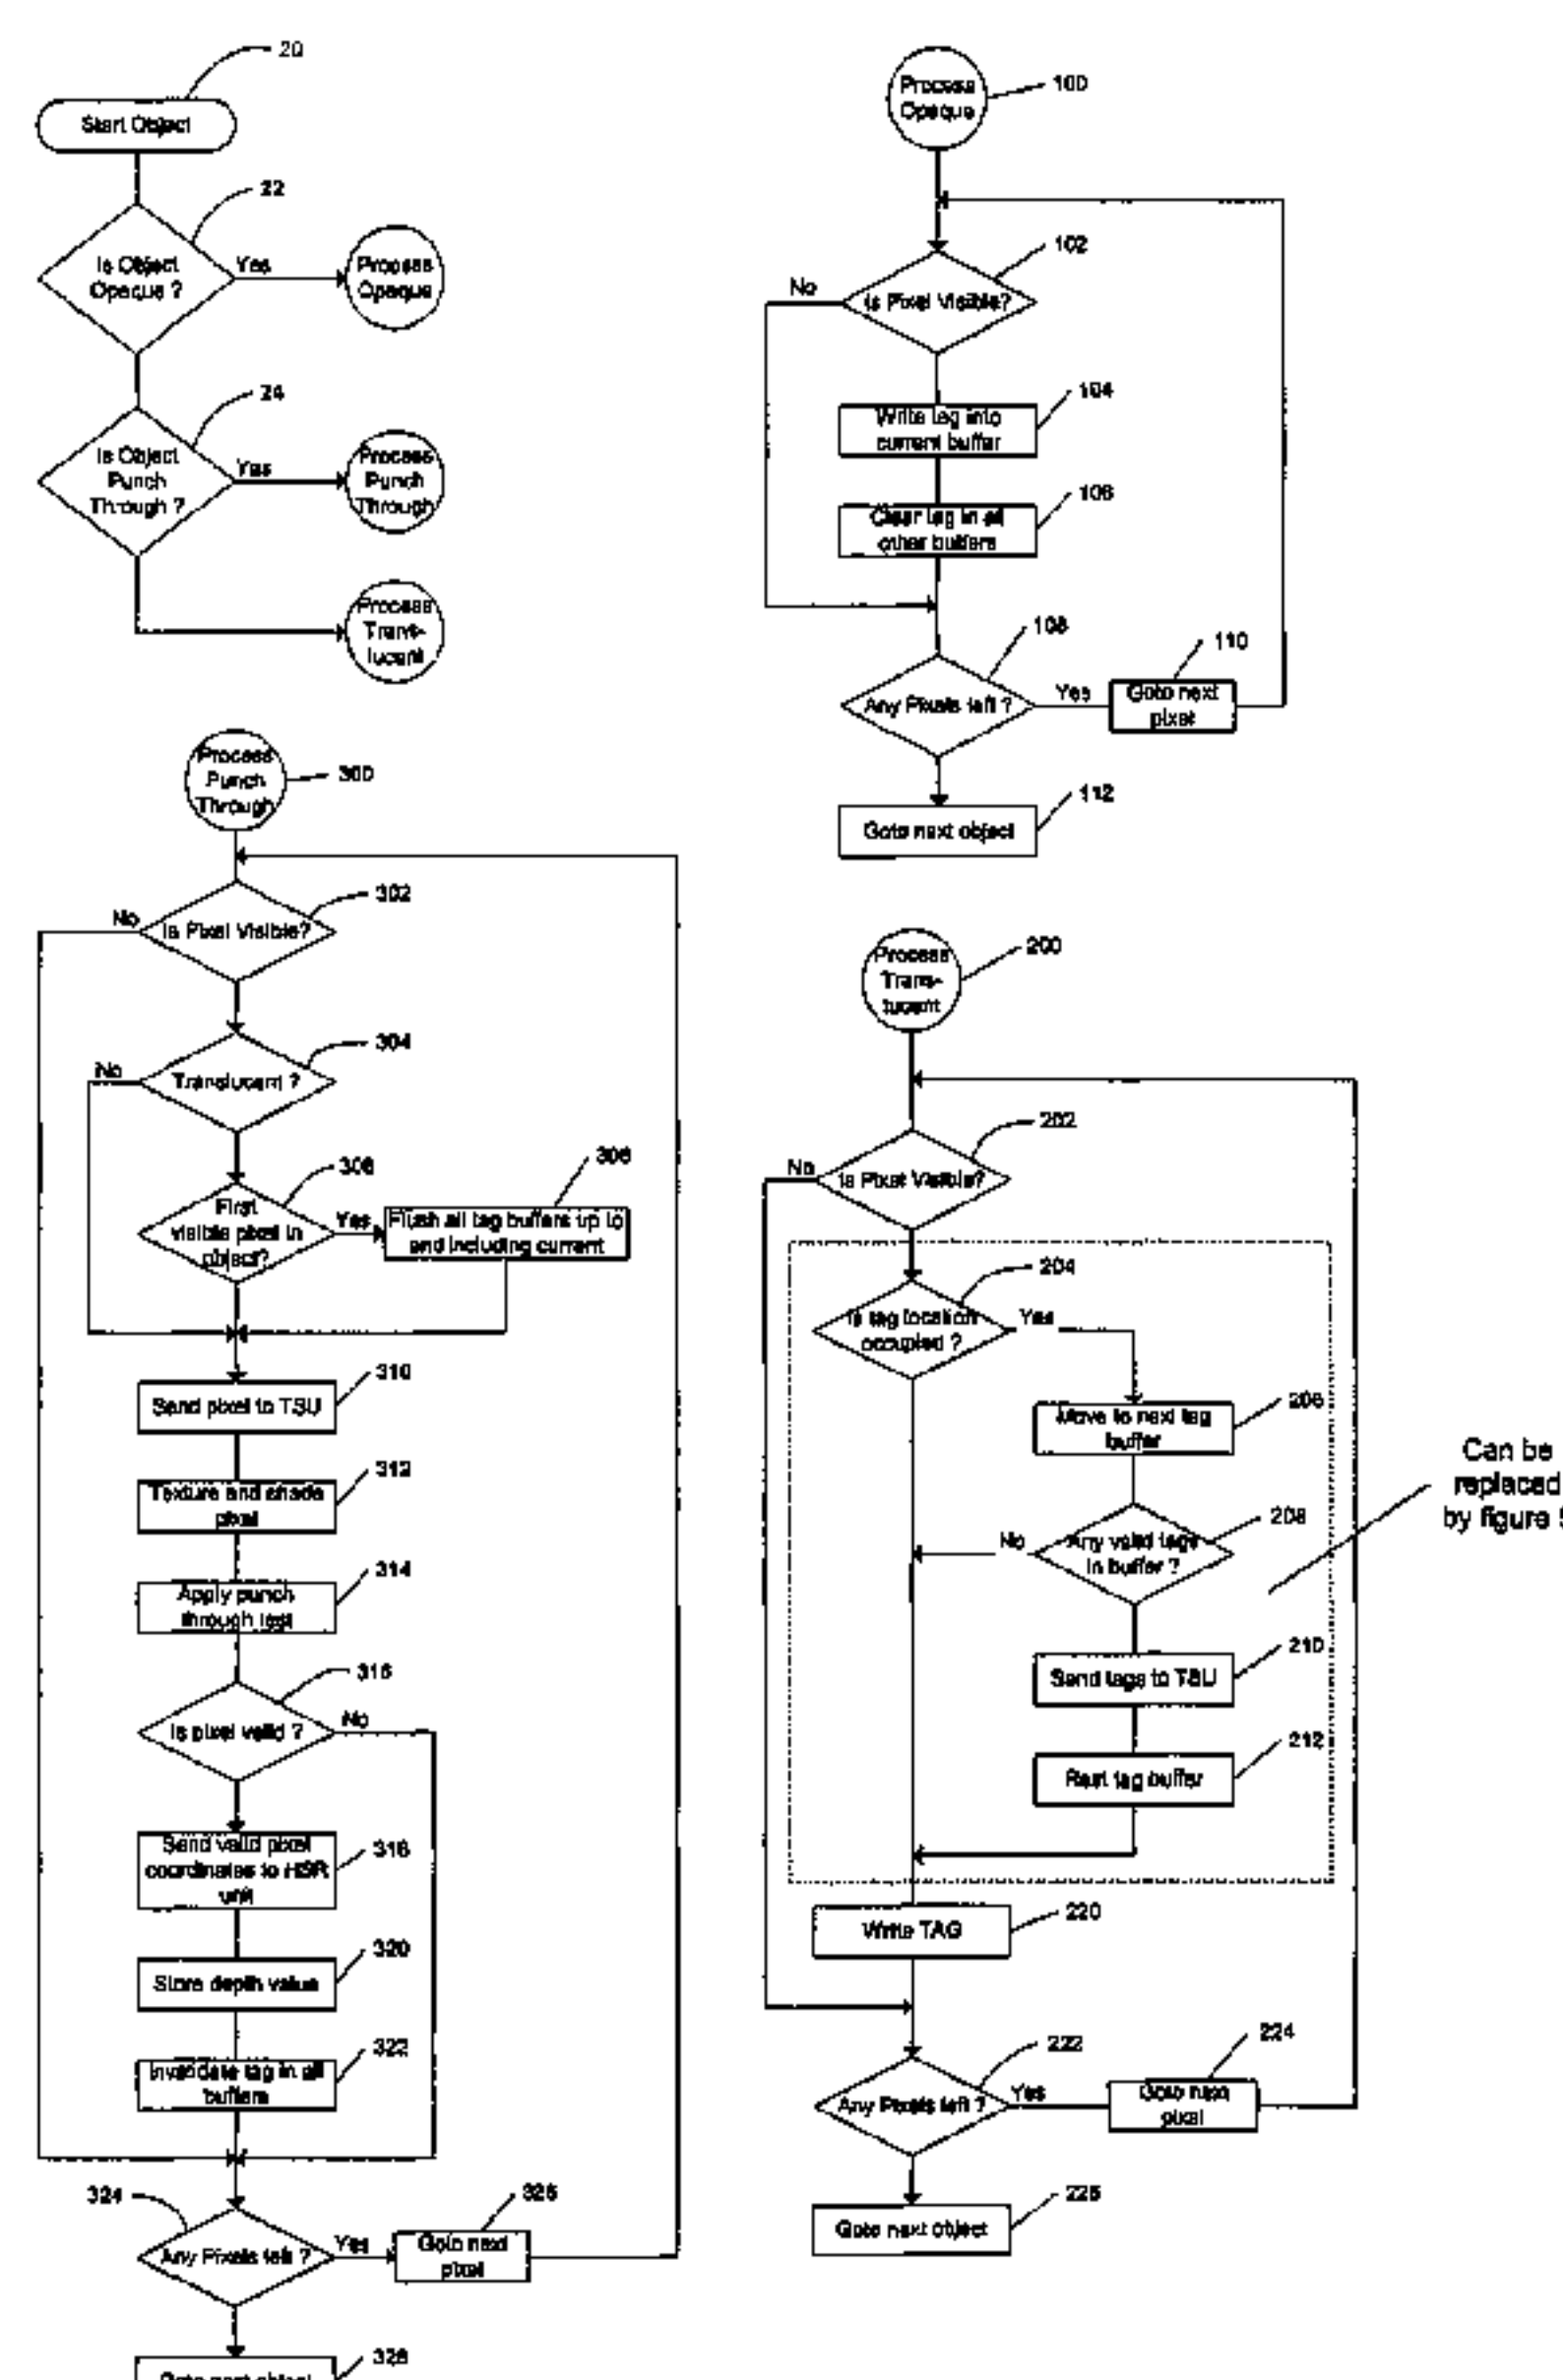 20
Start Object
22
Is Object
Opaque ?
Yes
Process
Opaque
24
Is Object
Punch
Through ?
Yes
Process
Punch
Through
Process
Trans-
lucent
Process
Opaque
100
102
No
Is Pixel Visible?
104
Write tag into
current buffer
106
Clear tag in all
other buffers
108
Any Pixels left ?
Yes
110
Goto next
pixel
112
Goto next object
Process
Punch
Through
300
302
No
Is Pixel Visible?
304
No
Translucent ?
306
First
visible pixel in
object?
Yes
308
Flush all tag buffers up to
and including current
310
Send pixel to TSU
312
Texture and shade
pixel
314
Apply punch
through test
316
Is pixel valid ?
No
318
Send valid pixel
coordinates to HSR
unit
320
Store depth value
322
Invalidate tag in all
buffers
324
Any Pixels left ?
Yes
326
Goto next
pixel
328
Goto next object
Process
Trans-
lucent
200
202
No
Is Pixel Visible?
204
Is tag location
occupied ?
Yes
206
Move to next tag
buffer
208
No
Any valid tags
in buffer ?
210
Send tags to TSU
212
Rest tag buffer
Can be
replaced
by figure
220
Write TAG
222
Any Pixels left ?
Yes
224
Goto next
pixel
226
Goto next object